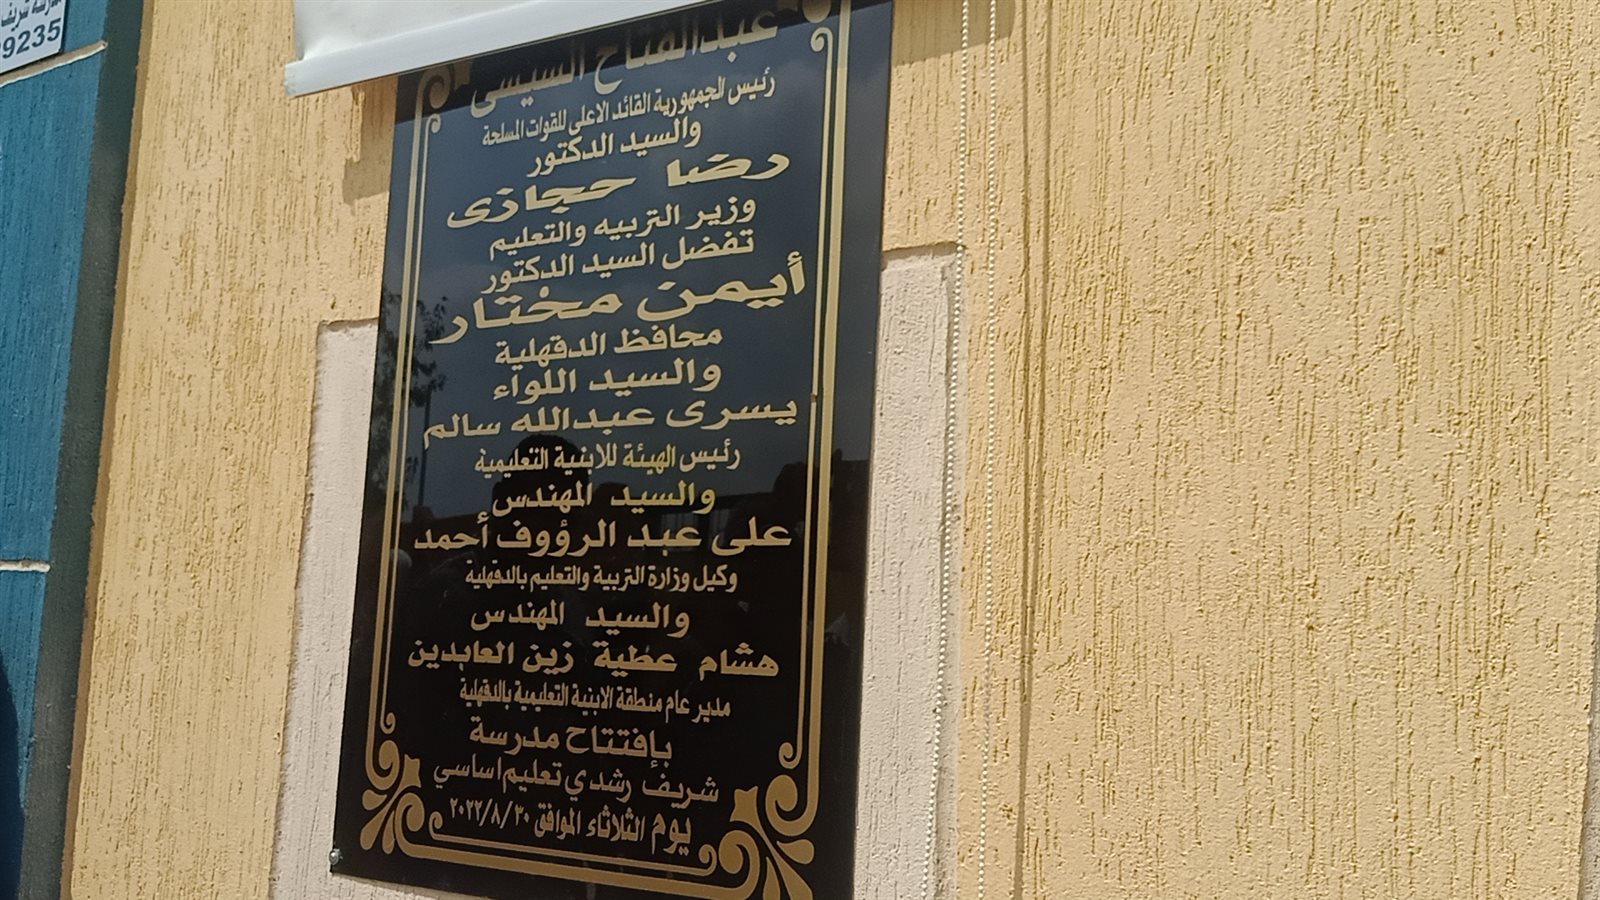 9235
عبدالفتاح السيسى
رئيس الجمهورية القائد الاعلى للقوات المسلحة
والسيد الدكتور
رضا حجازى
وزير التربيه والتعليم
تفضل السيد الدكتور
أيمن مختار
محافظ الدقهلية
والسيد اللواء
يسرى عبدالله سالم
رئيس الهيئة للابنية التعليمية
والسيد المهندس
على عبد الرؤوف أحمد
وكيل وزارة التربية والتعليم بالدقهلية
والسيد المهندس
هشام عطية زين العابدين
مدير عام منطقة الابنية التعليمية بالدقهلية
بإفتتاح مدرسة
شريف رشدي تعليم اساسي
يوم الثلاثاء الموافق ٢٠٢٢/٨/٣٠